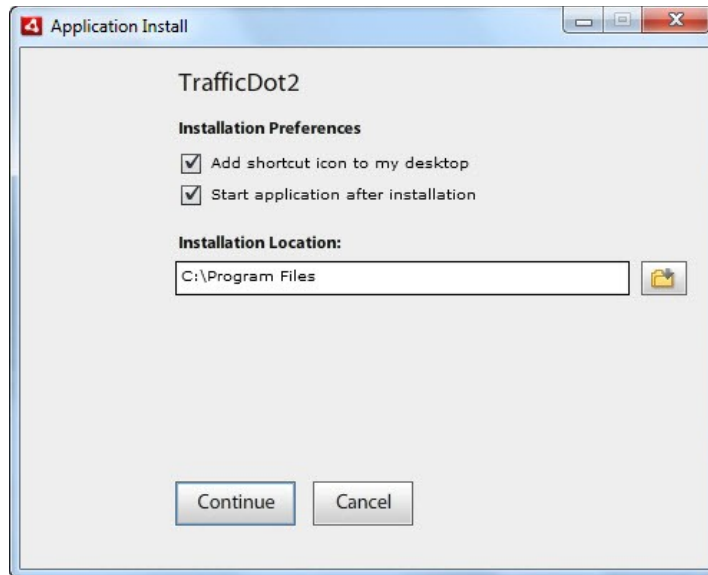 Application Install
TrafficDot2
Installation Preferences
Add shortcut icon to my desktop
Start application after installation
Installation Location:
C:\Program Files
Continue
Cancel